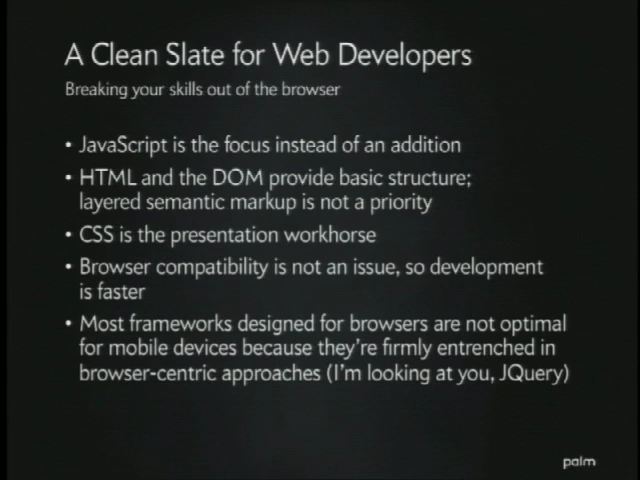 A Clean Slate for Web Developers
Breaking your skills out of the browser
• JavaScript is the focus instead of an addition
• HTML and the DOM provide basic structure;
layered semantic markup is not a priority
• CSS is the presentation workhorse
• Browser compatibility is not an issue, so development
is faster
• Most frameworks designed for browsers are not optimal
for mobile devices because they're firmly entrenched in
browser-centric approaches (I'm looking at you, JQuery)
palm